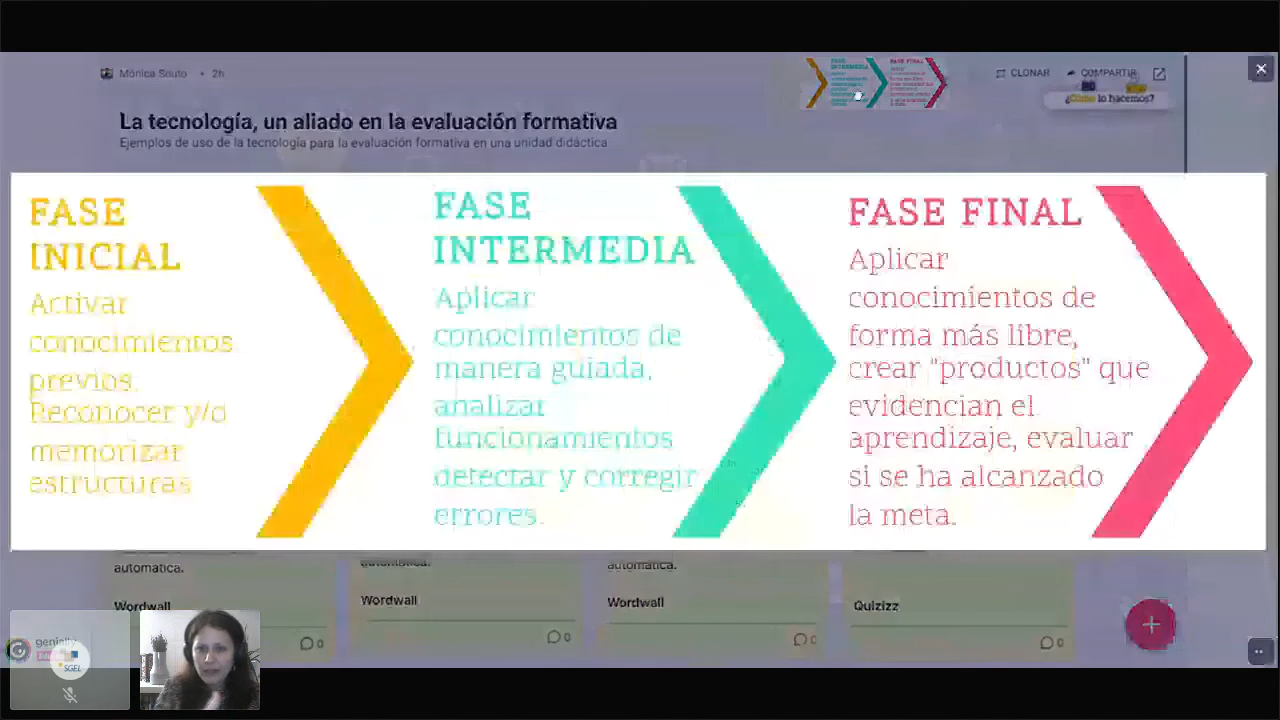 Mónica Souto • 2h
CLONAR
COMPARTIR
¿Cómo lo hacemos?
La tecnología, un aliado en la evaluación formativa
Ejemplos de uso de la tecnología para la evaluación formativa en una unidad didáctica
FASE
INICIAL
Activar
conocimientos
previos.
Reconocer y/o
memorizar
estructuras
FASE
INTERMEDIA
Aplicar
conocimientos de
manera guiada,
analizar
funcionamientos
detectar y corregir
errores.
FASE FINAL
Aplicar
conocimientos de
forma más libre,
crear "productos" que
evidencian el
aprendizaje, evaluar
si se ha alcanzado
la meta.
automática.
Wordwall
0
automática.
Wordwall
0
automática.
Wordwall
0
Quizizz
0
genially
SGEL